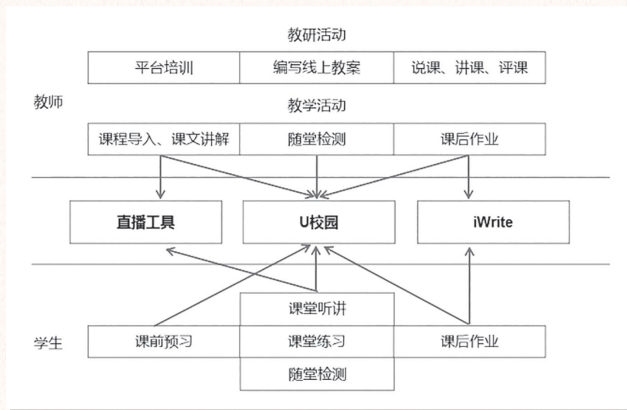 教研活动
平台培训 编写线上教案 说课、讲课、评课
教师
教学活动
课程导入、课文讲解 随堂检测 课后作业
直播工具 U校园 iWrite
课堂听讲
学生 课前预习 课堂练习 课后作业
随堂检测